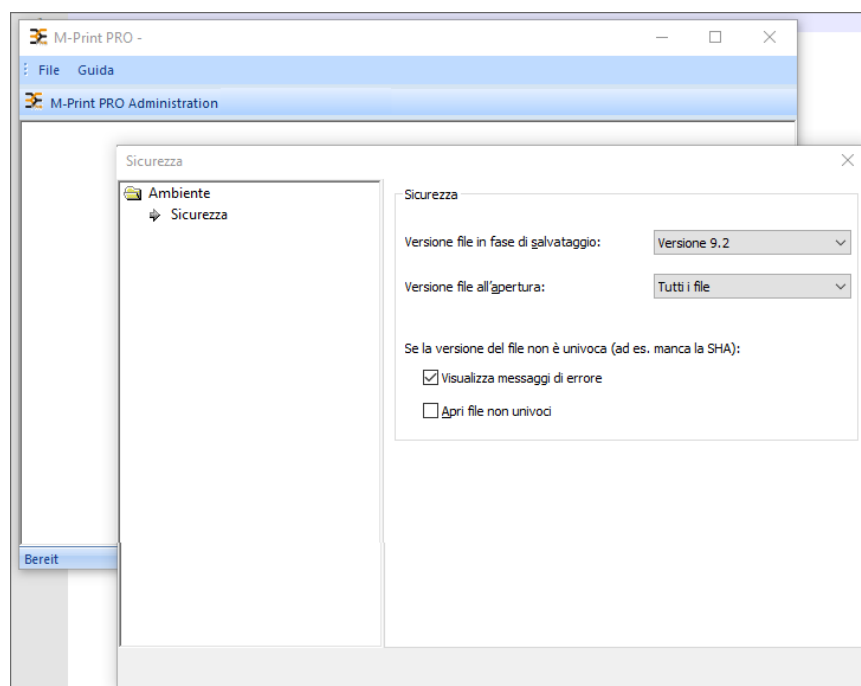 M-Print PRO -
File Guida
M-Print PRO Administration
Sicurezza
Ambiente
Sicurezza
Sicurezza
Versione file in fase di salvataggio: Versione 9.2
Versione file all'apertura: Tutti i file
Se la versione del file non è univoca (ad es. manca la SHA):
Visualizza messaggi di errore
Apri file non univoci
Bereit